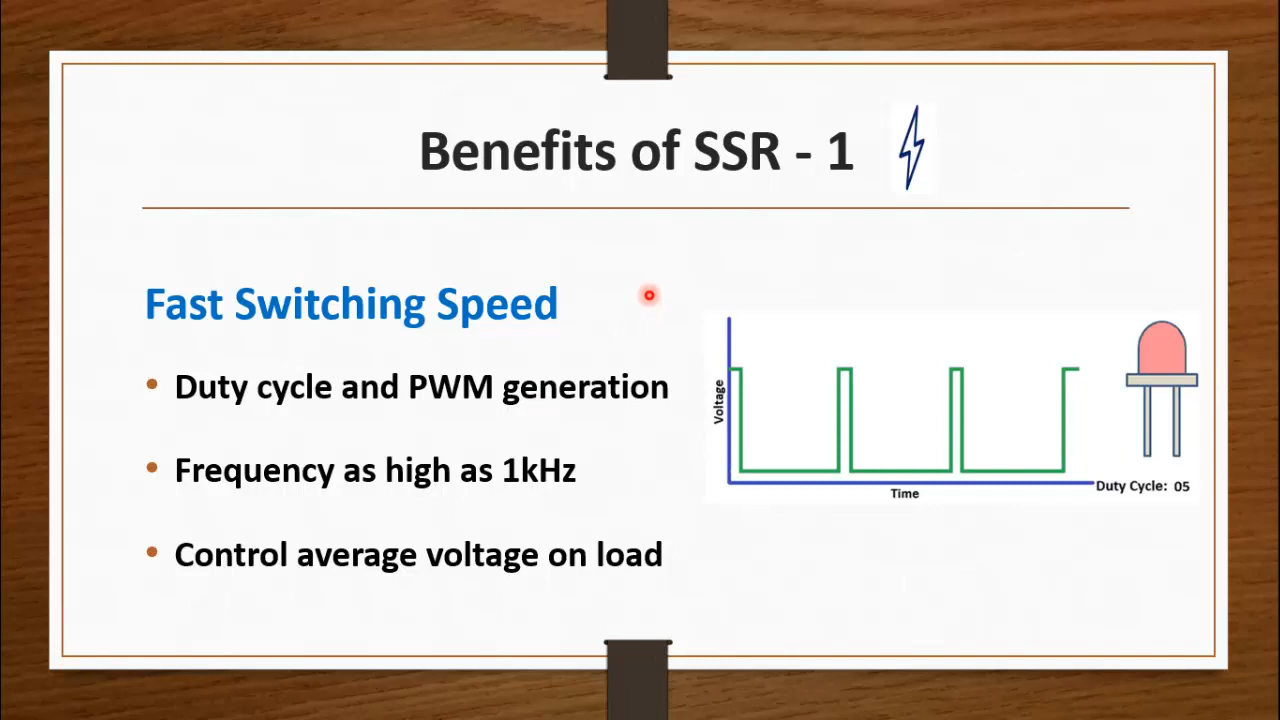 Benefits of SSR - 1
Fast Switching Speed
• Duty cycle and PWM generation
• Frequency as high as 1kHz
• Control average voltage on load
Voltage
Time
Duty Cycle: 05